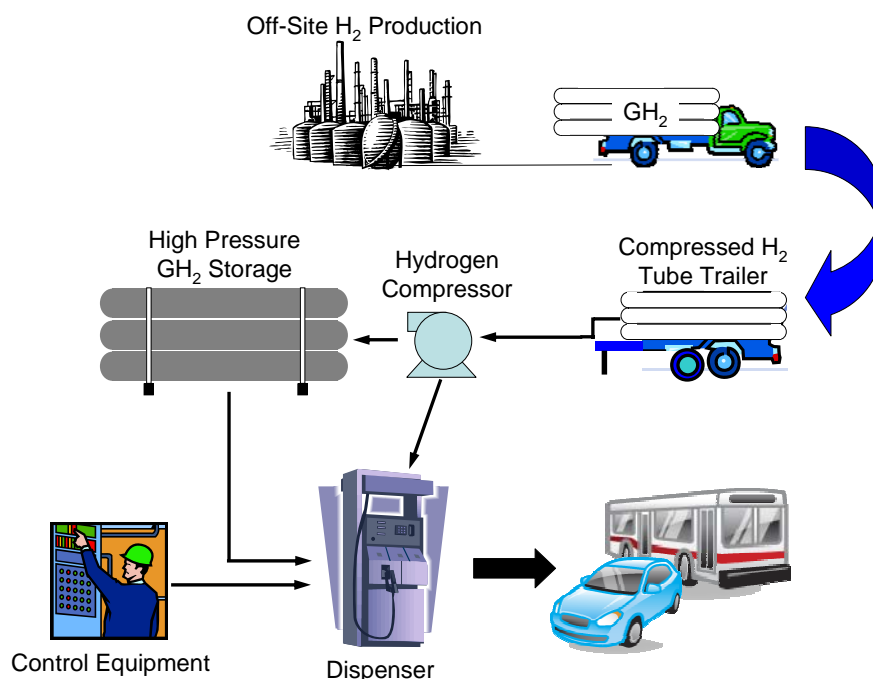 Off-Site H₂ Production
GH₂
High Pressure
GH₂ Storage
Hydrogen
Compressor
Compressed H₂
Tube Trailer
Control Equipment
Dispenser